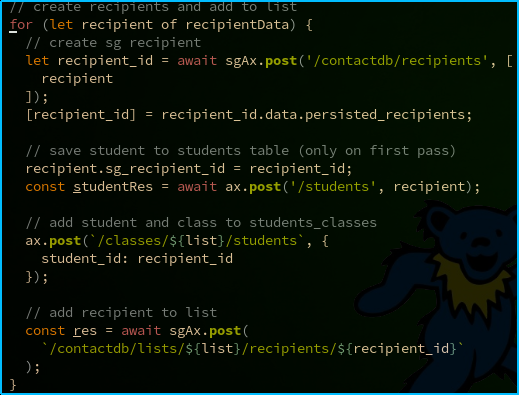 // create recipients and add to list
for (let recipient of recipientData) {
  // create sg recipient
  let recipient_id = await sgAx.post('/contactdb/recipients', [
    recipient
  ]);
  [recipient_id] = recipient_id.data.persisted_recipients;

  // save student to students table (only on first pass)
  recipient.sg_recipient_id = recipient_id;
  const studentRes = await ax.post('/students', recipient);

  // add student and class to students_classes
  ax.post(`/classes/${list}/students`, {
    student_id: recipient_id
  });

  // add recipient to list
  const res = await sgAx.post(
    `/contactdb/lists/${list}/recipients/${recipient_id}`
  );
}